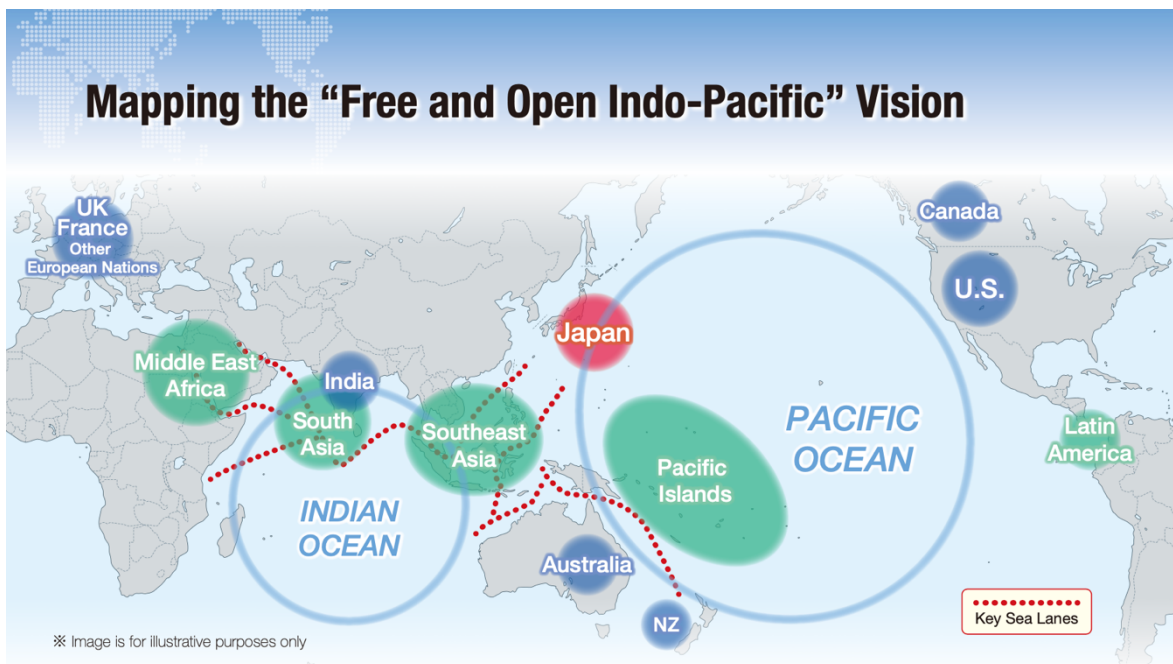 Mapping the “Free and Open Indo-Pacific” Vision
UK
France
Other
European Nations
Canada
U.S.
Japan
Middle East
Africa
India
South
Asia
Southeast
Asia
PACIFIC
OCEAN
Latin
America
Pacific
Islands
INDIAN
OCEAN
Australia
NZ
Key Sea Lanes
※ Image is for illustrative purposes only